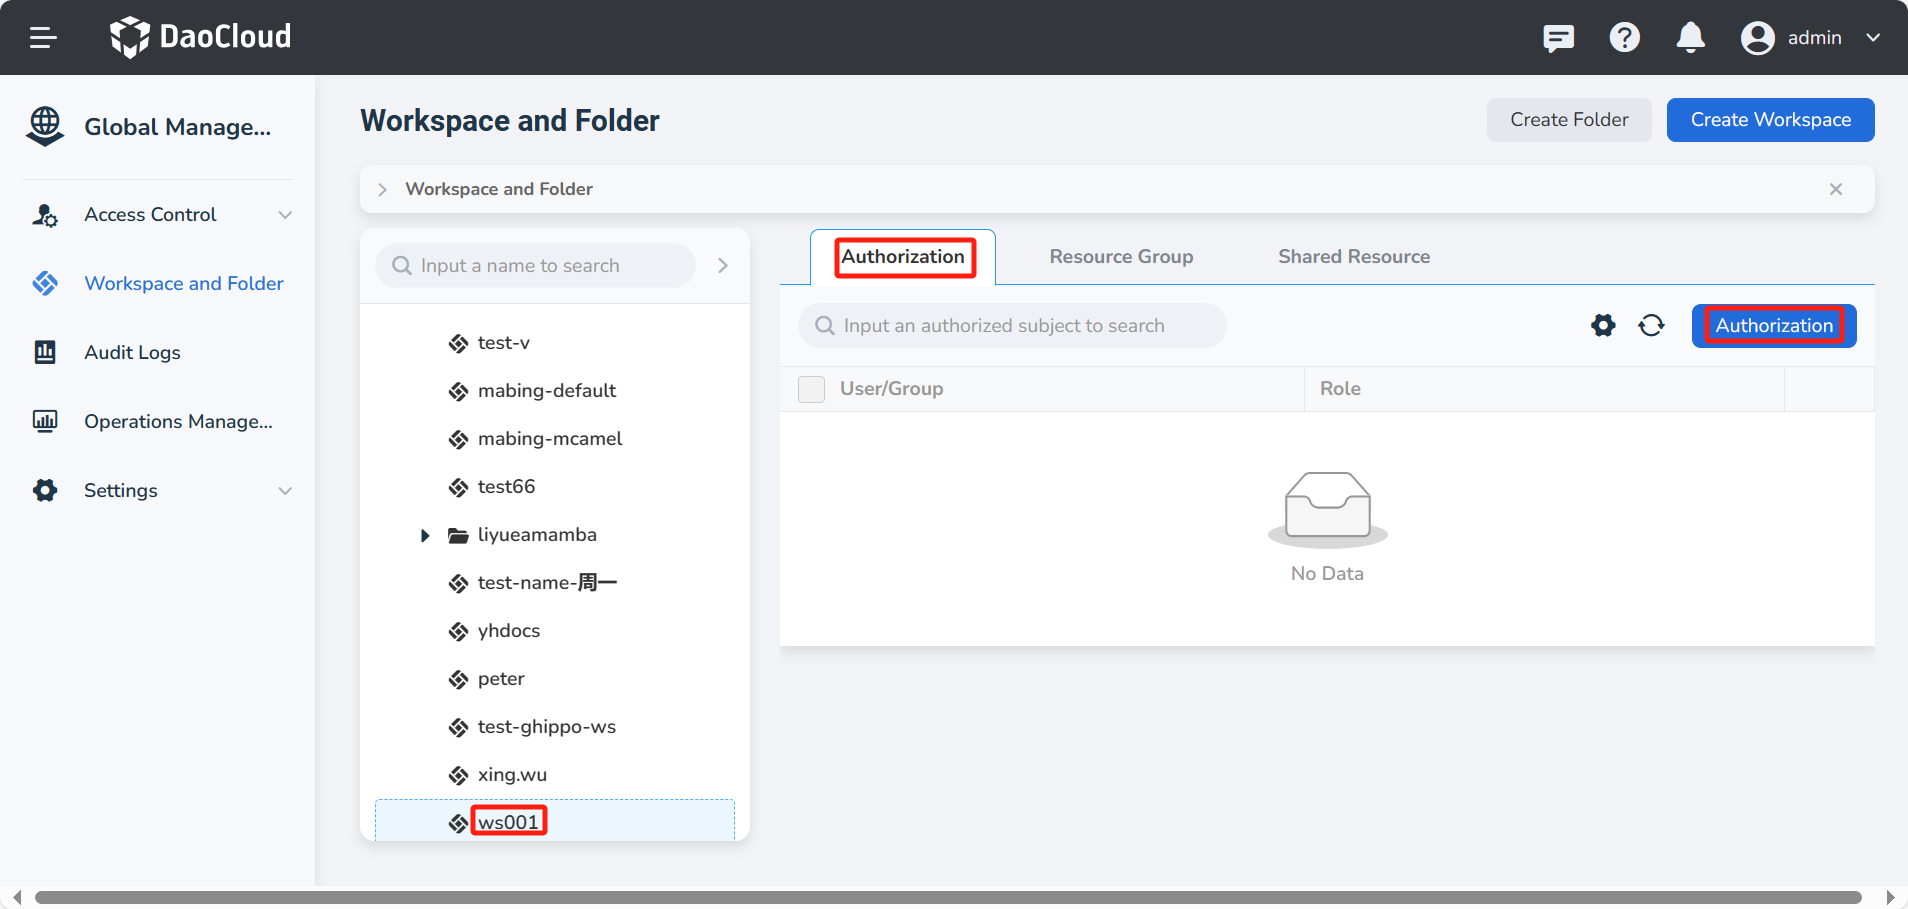 DaoCloud
admin
Global Manage...
Access Control
Workspace and Folder
Audit Logs
Operations Manage...
Settings
Workspace and Folder
Create Folder
Create Workspace
Workspace and Folder
Input a name to search
test-v
mabing-default
mabing-mcamel
test66
liyueamamba
test-name-周一
yhdocs
peter
test-ghippo-ws
xing.wu
ws001
Authorization
Resource Group
Shared Resource
Input an authorized subject to search
Authorization
User/Group
Role
No Data